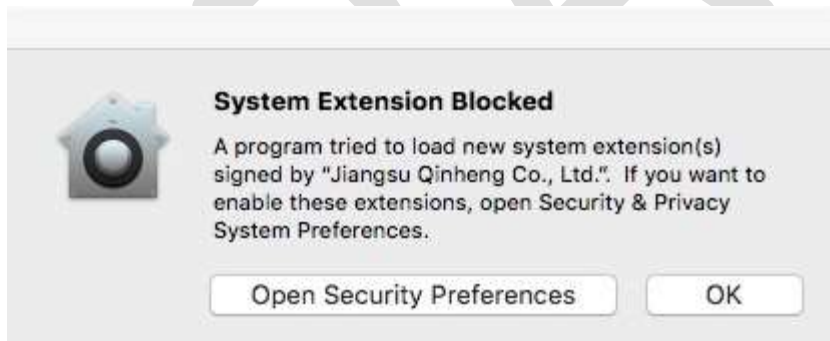 System Extension Blocked
A program tried to load new system extension(s)
signed by "Jiangsu Qinheng Co., Ltd.". If you want to
enable these extensions, open Security & Privacy
System Preferences.
Open Security Preferences
OK